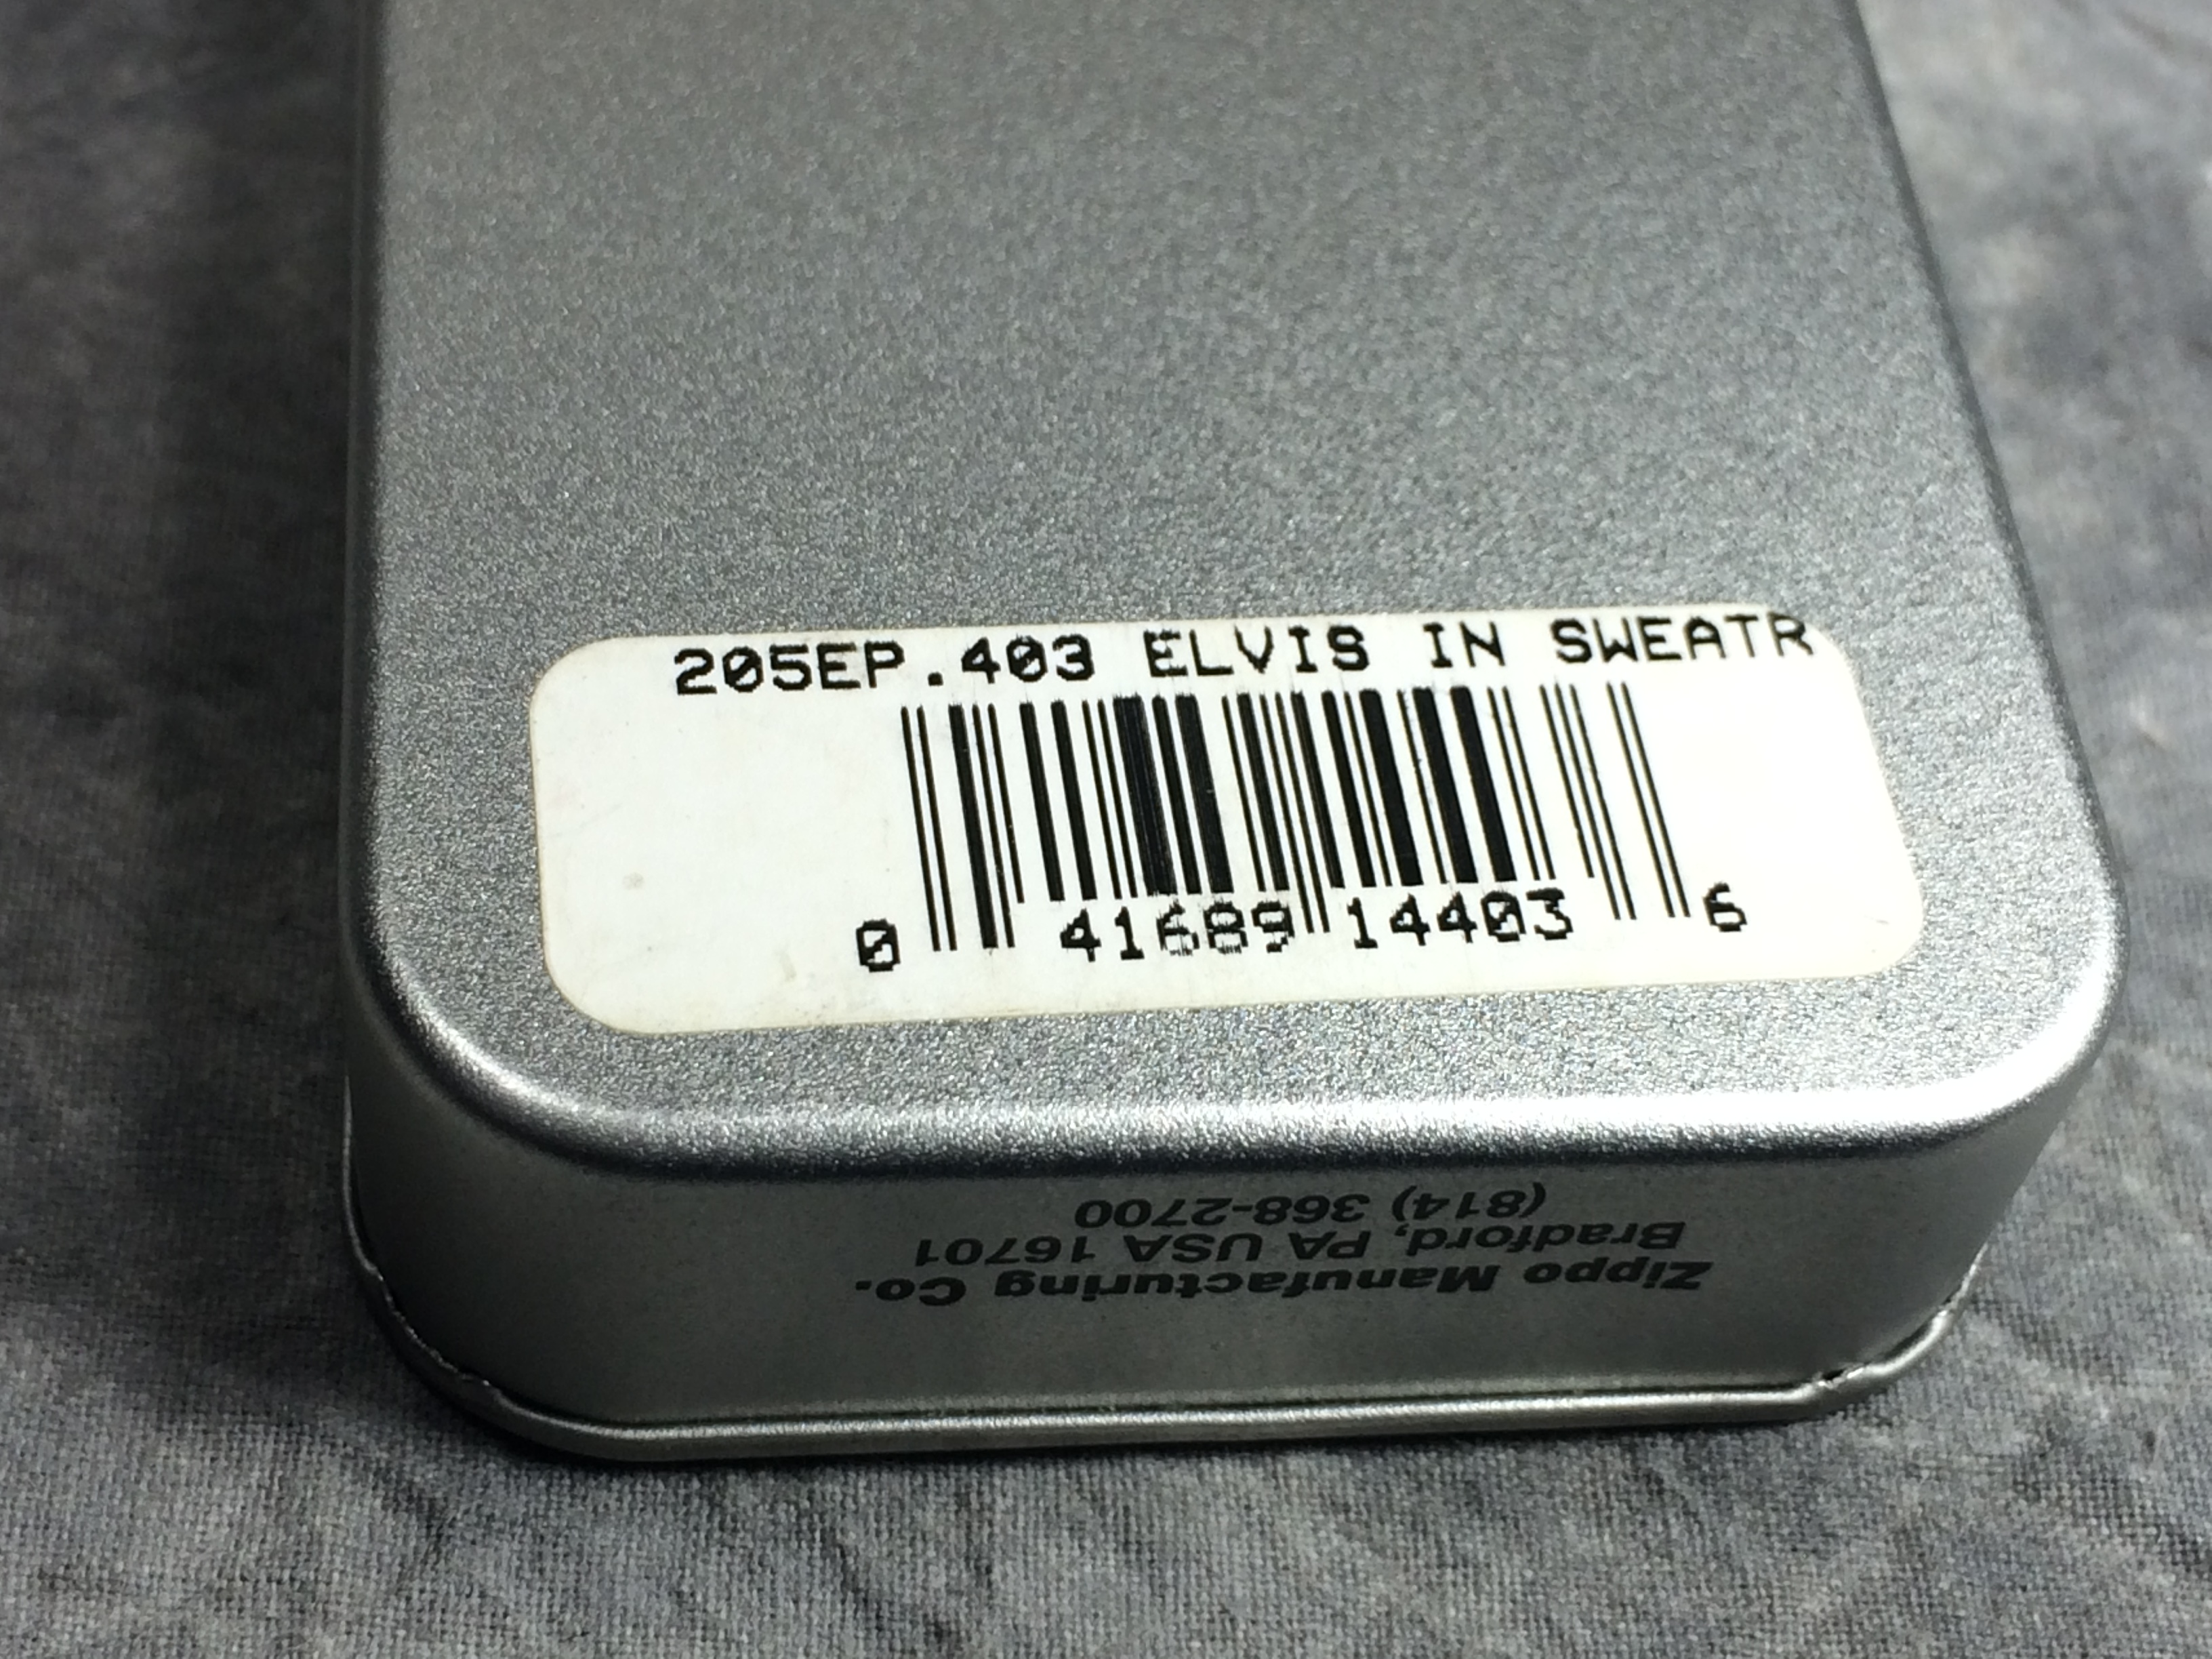 205EP.403 ELVIS IN SWEATR
0 41689 14403 6
Zippo Manufacturing Co.
Bradford, PA USA 16701
(814) 368-2700